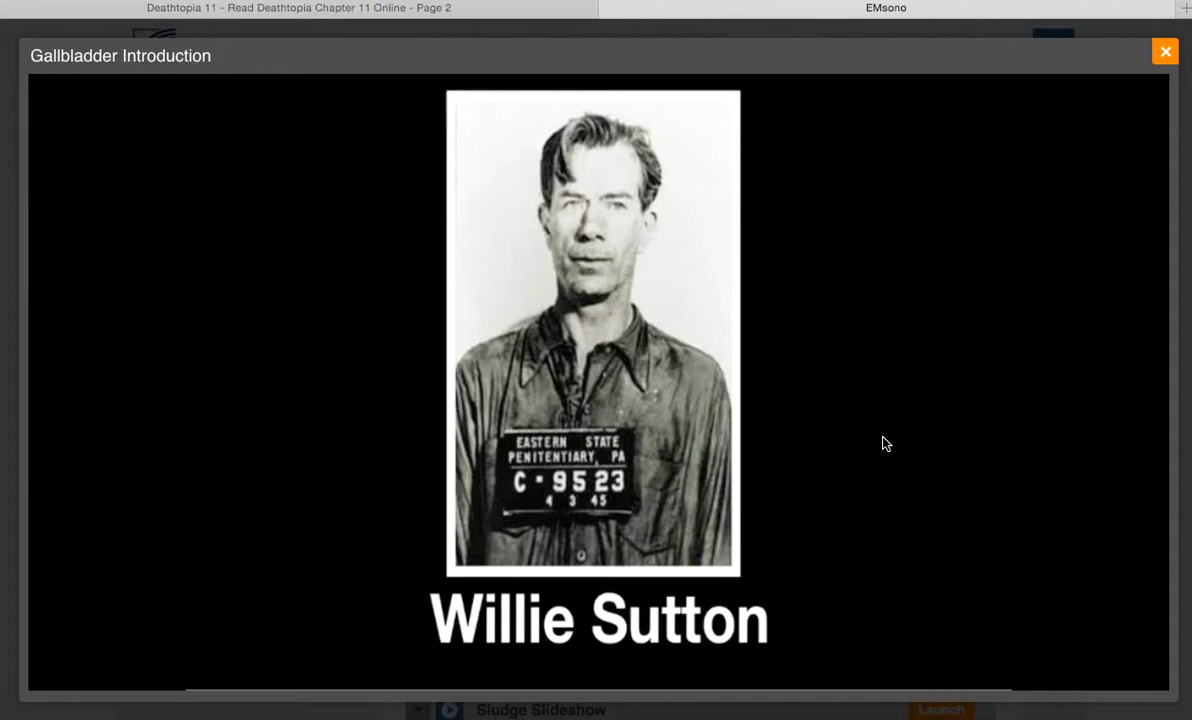 Deathtopia 11 - Read Deathtopia Chapter 11 Online - Page 2
EMsono
Gallbladder Introduction
EASTERN STATE
PENITENTIARY, PA
C - 9523
4 3 45
Willie Sutton
Sludge Slideshow
Launch